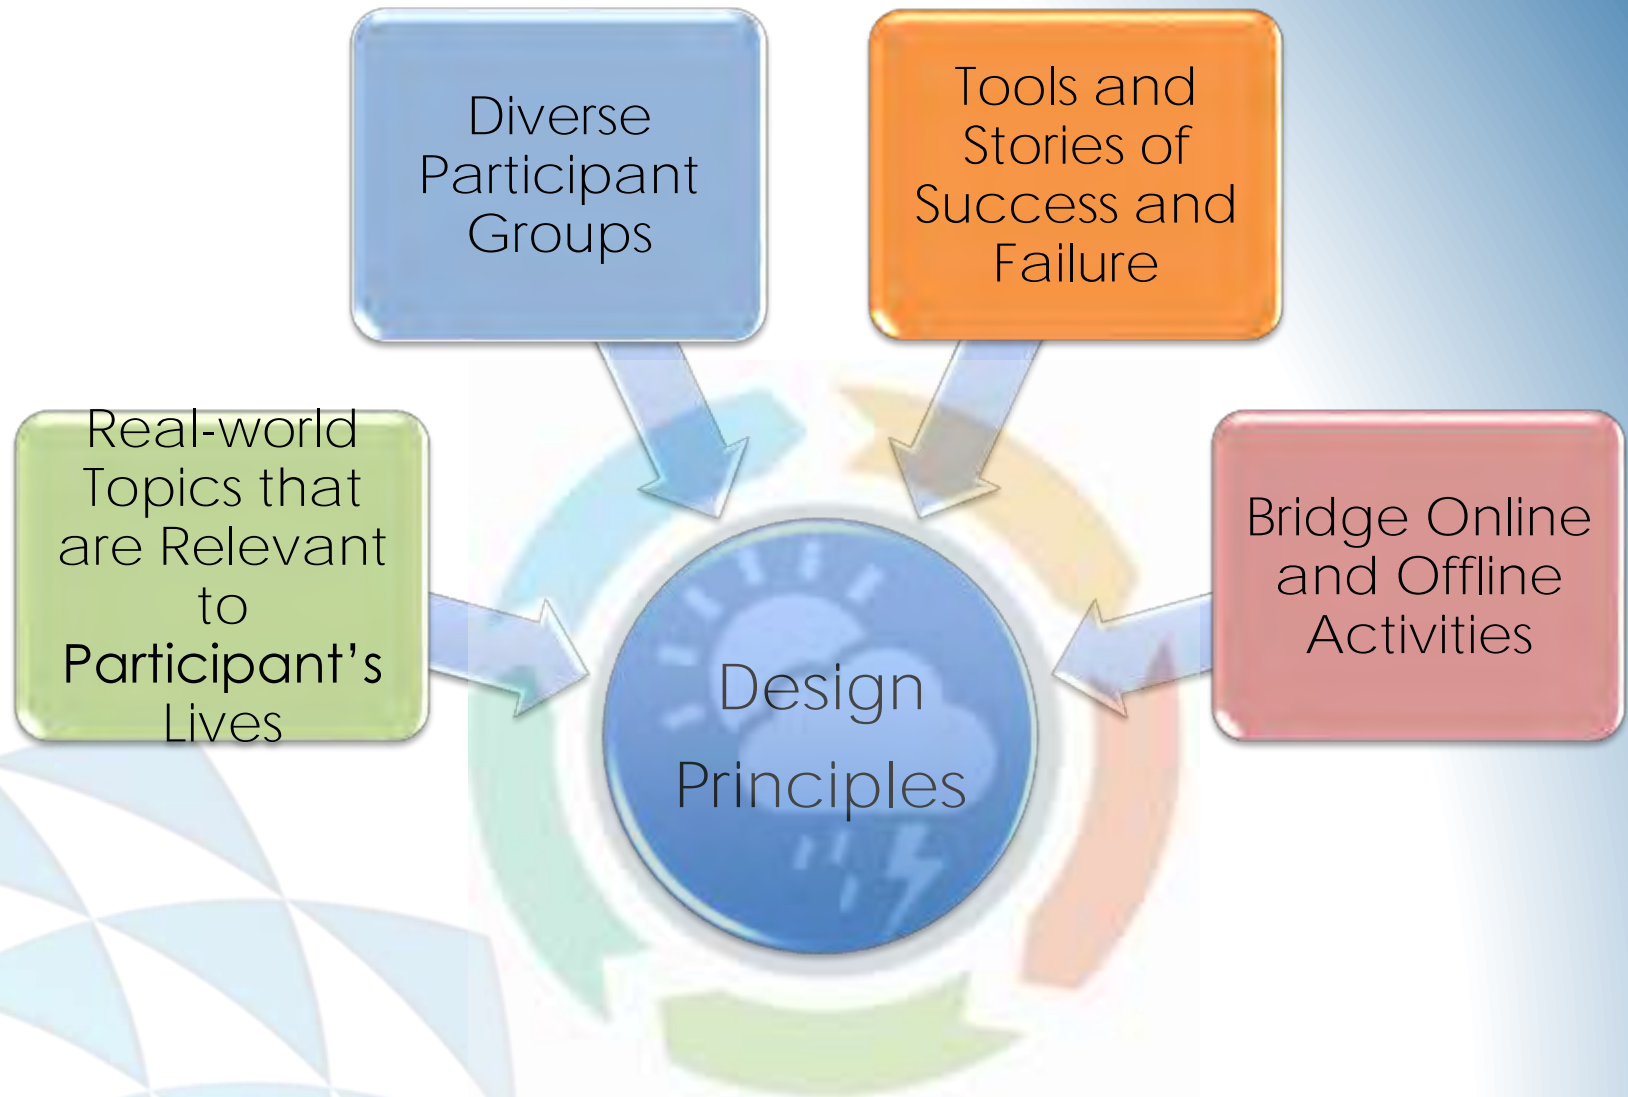 Diverse
Participant
Groups
Tools and
Stories of
Success and
Failure
Real-world
Topics that
are Relevant
to
Participant’s
Lives
Bridge Online
and Offline
Activities
Design
Principles